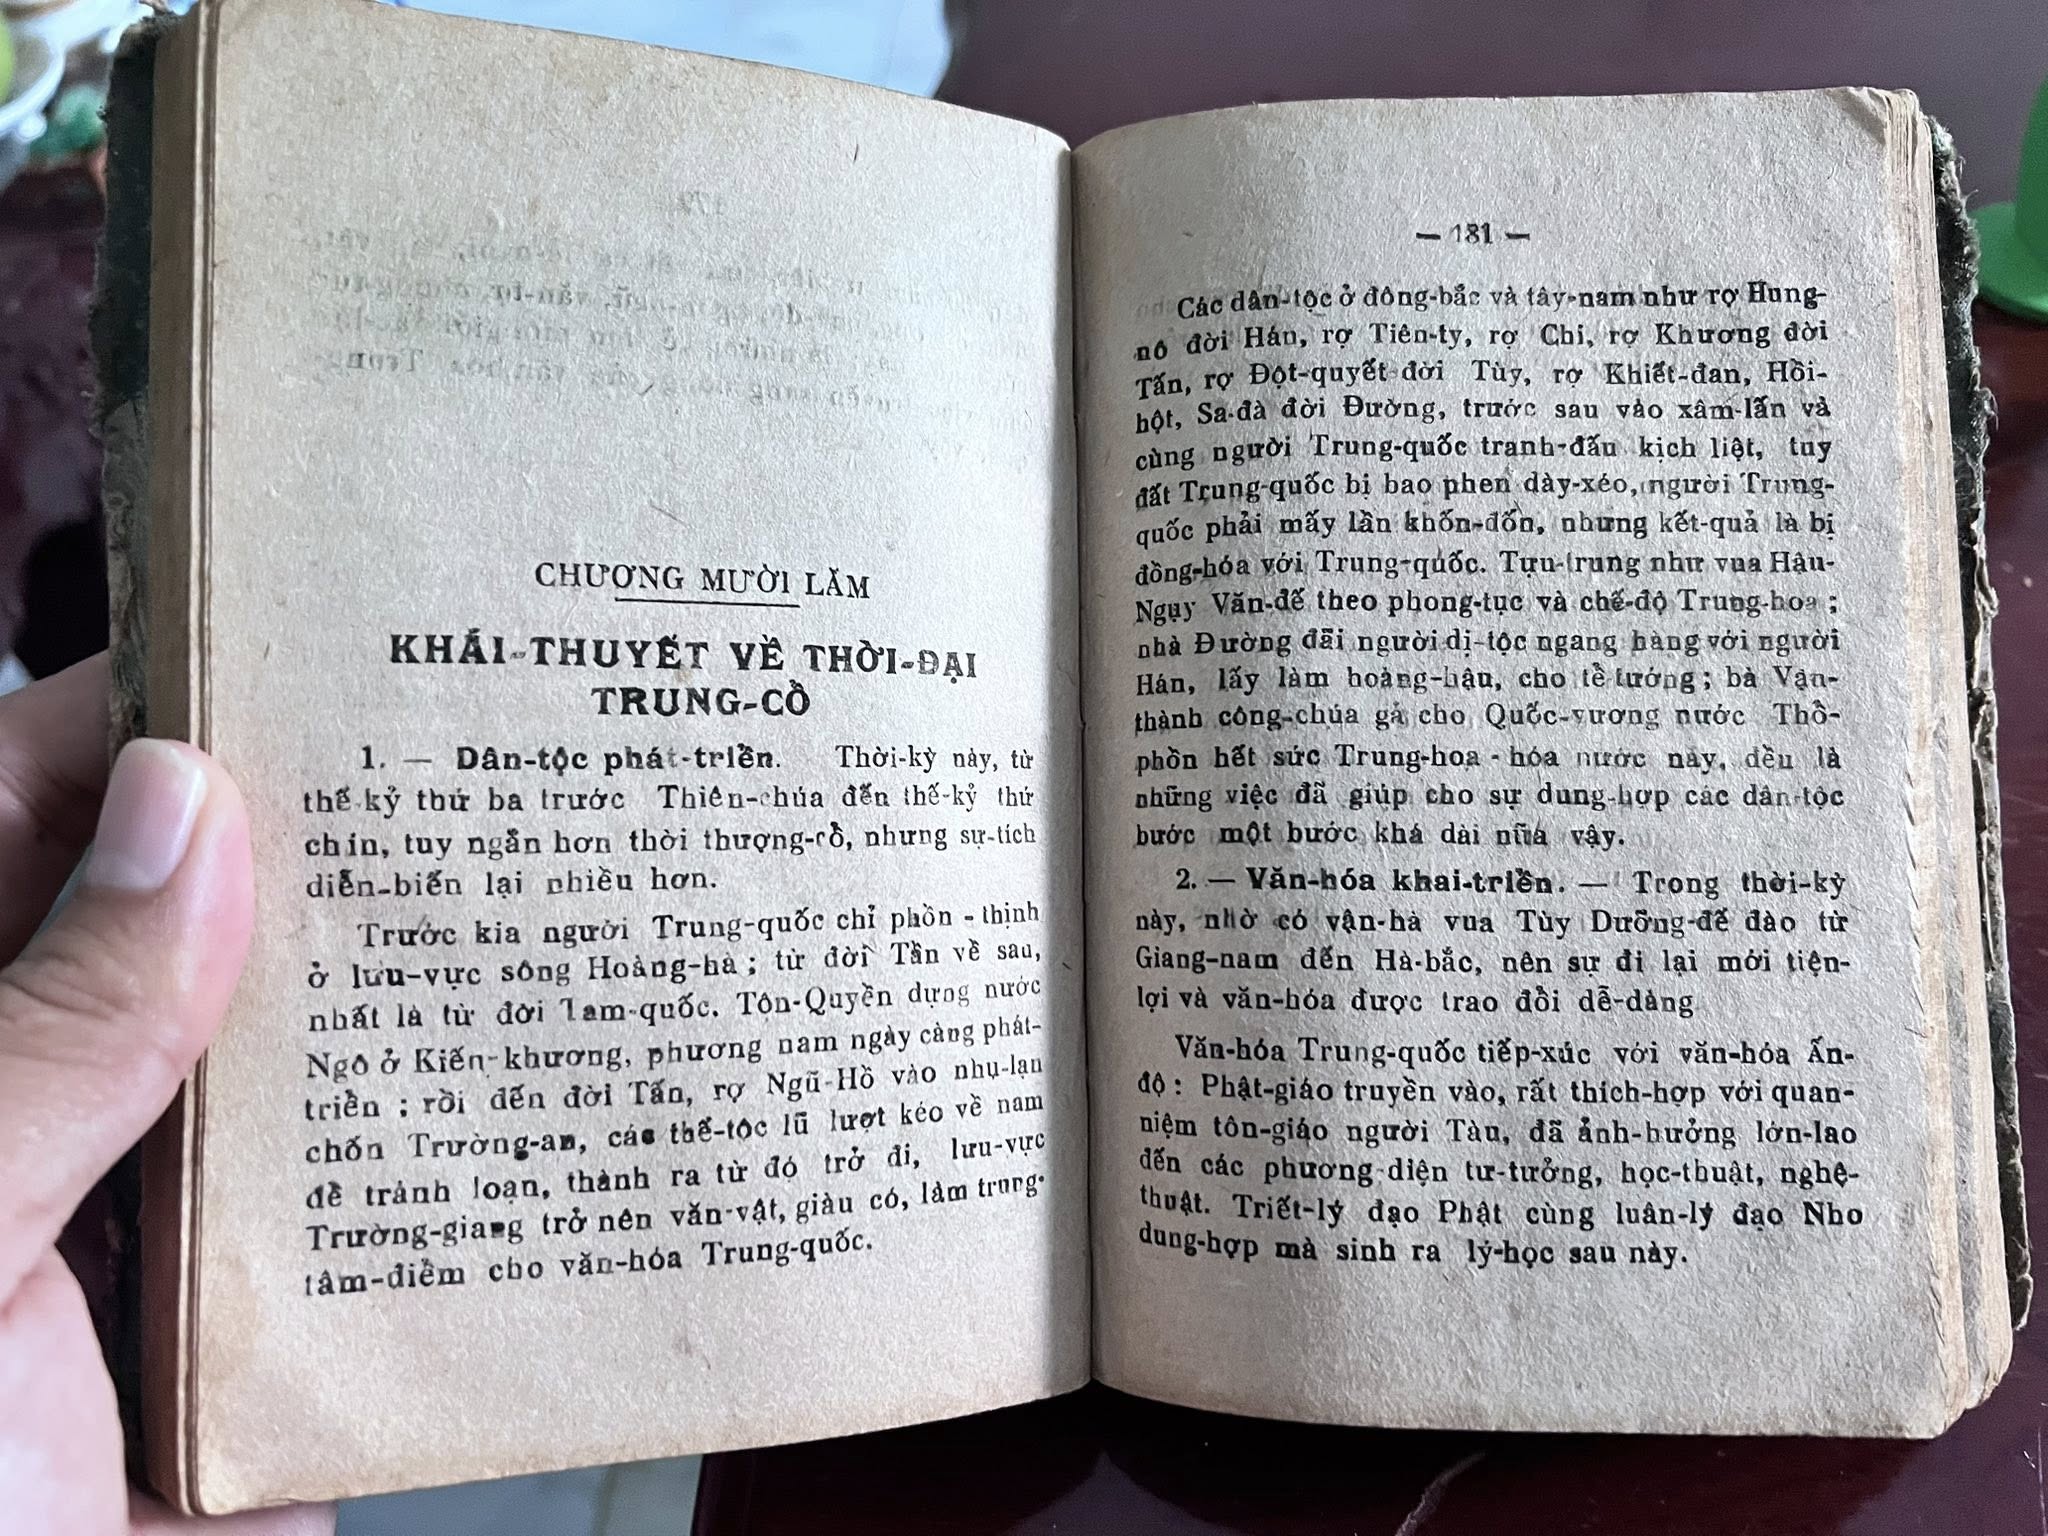 CHƯƠNG MƯỜI LĂM
KHÁI-THUYẾT VỀ THỜI-ĐẠI
TRUNG-CỔ
1. — Dân-tộc phát-triển. Thời-kỳ này, từ
thế kỷ thứ ba trước Thiên-chúa đến thế-kỷ thứ
chín, tuy ngắn hơn thời thượng-cổ, nhưng sự-tích
diễn-biến lại nhiều hơn.
Trước kia người Trung-quốc chỉ phồn-thịnh
ở lưu-vực sông Hoàng-hà; từ đời Tần về sau,
nhất là từ đời Tam-quốc. Tôn-Quyền dựng nước
Ngô ở Kiến-khương, phương nam ngày càng phát-
triển; rồi đến đời Tấn, rợ Ngũ-Hồ vào nhụ-lạn
chốn Trường-an, các thế-tộc lũ lượt kéo về nam
để tránh loạn, thành ra từ đó trở đi, lưu-vực
Trường-giang trở nên văn-vật, giàu có, làm trung-
tâm-điểm cho văn-hóa Trung-quốc.
— 181 —
Các dân-tộc ở đông-bắc và tây-nam như rợ Hung-
nô đời Hán, rợ Tiên-ty, rợ Chi, rợ Khương đời
Tấn, rợ Đột-quyết đời Tùy, rợ Khiết-đan, Hồi-
hột, Sa-đà đời Đường, trước sau vào xâm-lấn và
cùng người Trung-quốc tranh-đấu kịch liệt, tuy
đất Trung-quốc bị bao phen dày-xéo, người Trung-
quốc phải mấy lần khốn-đốn, nhưng kết-quả là bị
đồng-hóa với Trung-quốc. Tựu-trung như vua Hậu-
Ngụy Văn-đế theo phong-tục và chế-độ Trung-hoa;
nhà Đường đãi người dị-tộc ngang hàng với người
Hán, lấy làm hoàng-hậu, cho tể tướng; bà Vạn-
thành công-chúa gả cho Quốc-vương nước Thổ-
phồn hết sức Trung-hoa-hóa nước này, đều là
những việc đã giúp cho sự dung-hợp các dân-tộc
bước một bước khá dài nữa vậy.
2. — Văn-hóa khai-triển. — Trong thời-kỳ
này, nhờ có vận-hà vua Tùy Dưỡng-đế đào từ
Giang-nam đến Hà-bắc, nên sự đi lại mới tiện-
lợi và văn-hóa được trao đổi dễ-dàng
Văn-hóa Trung-quốc tiếp-xúc với văn-hóa Ấn-
độ: Phật-giáo truyền vào, rất thích-hợp với quan-
niệm tôn-giáo người Tàu, đã ảnh-hưởng lớn-lao
đến các phương-diện tư-tưởng, học-thuật, nghệ-
thuật. Triết-lý đạo Phật cùng luân-lý đạo Nho
dung-hợp mà sinh ra lý-học sau này.